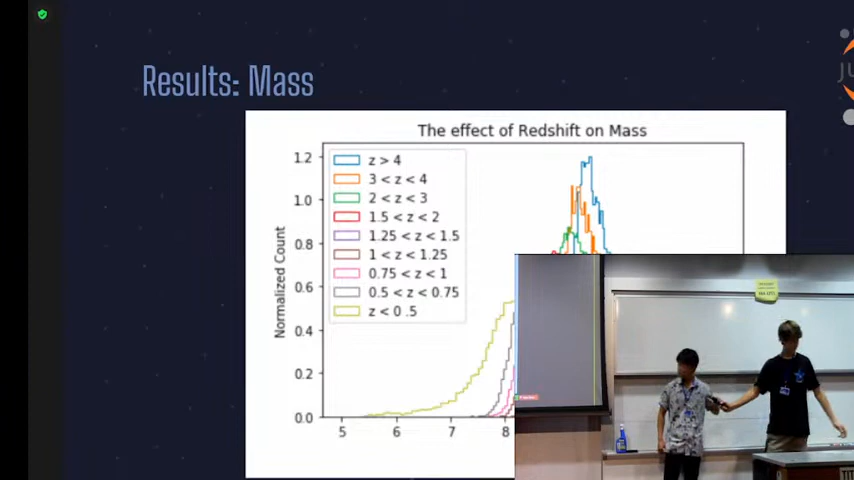 Results: Mass
JU
The effect of Redshift on Mass
1.2
1.0
0.8
0.6
0.4
0.2
0.0
Normalized Count
z > 4
3 < z < 4
2 < z < 3
1.5 < z < 2
1.25 < z < 1.5
1 < z < 1.25
0.75 < z < 1
0.5 < z < 0.75
z < 0 .5
5 6 7 8